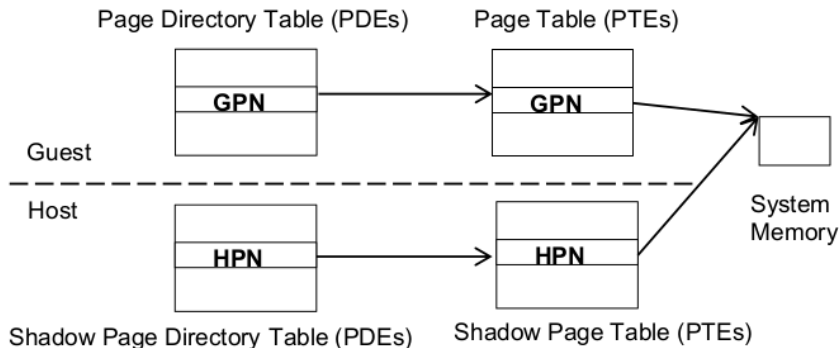 Page Directory Table (PDEs)
Page Table (PTEs)
GPN
GPN
Guest
Host
System
Memory
HPN
HPN
Shadow Page Directory Table (PDEs)
Shadow Page Table (PTEs)